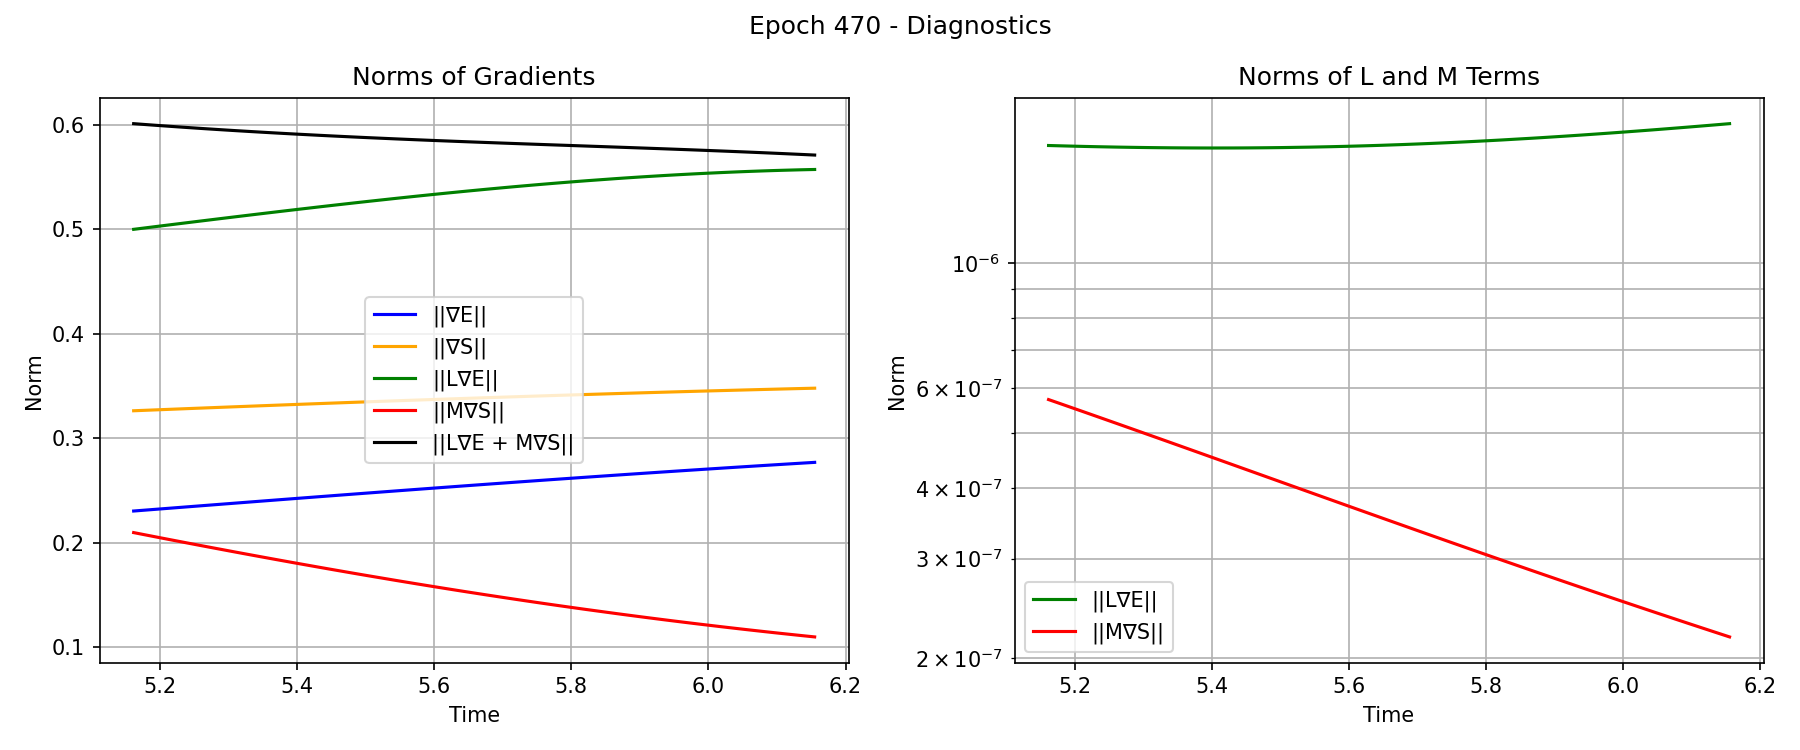 Epoch 470 - Diagnostics
Norms of Gradients
Norm
0.6
0.5
0.4
0.3
0.2
0.1
||∇E||
||∇S||
||L∇E||
||M∇S||
||L∇E + M∇S||
5.2 5.4 5.6 5.8 6.0 6.2
Time
Norms of L and M Terms
Norm
10⁻⁶
6 × 10⁻⁷
4 × 10⁻⁷
3 × 10⁻⁷
2 × 10⁻⁷
||L∇E||
||M∇S||
5.2 5.4 5.6 5.8 6.0 6.2
Time